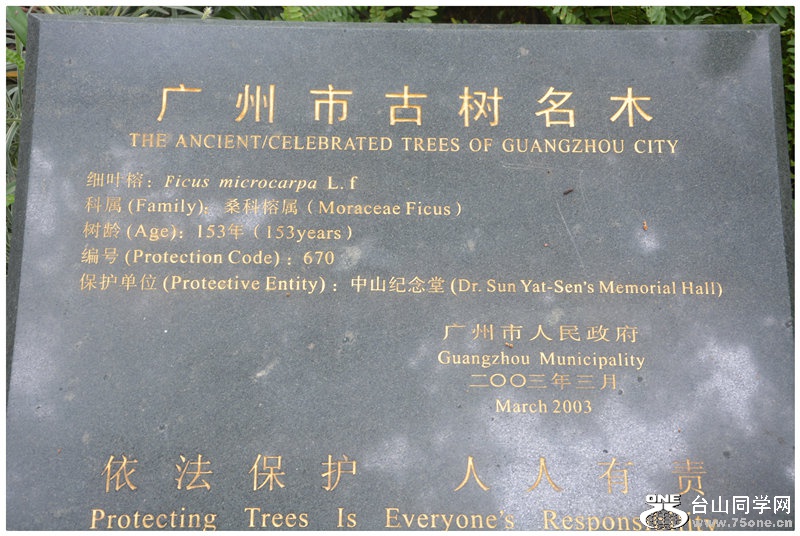 广州市古树名木
THE ANCIENT/CELEBRATED TREES OF GUANGZHOU CITY
细叶榕：Ficus microcarpa L. f
科属 (Family)：桑科榕属（Moraceae Ficus）
树龄 (Age)：153年（153years）
编号 (Protection Code)：670
保护单位 (Protective Entity)：中山纪念堂 (Dr. Sun Yat-Sen's Memorial Hall)
广州市人民政府
Guangzhou Municipality
二〇〇三年三月
March 2003
依法保护 人人有责
Protecting Trees Is Everyone's Responsibility
ONE 台山同学网
www.75one.com